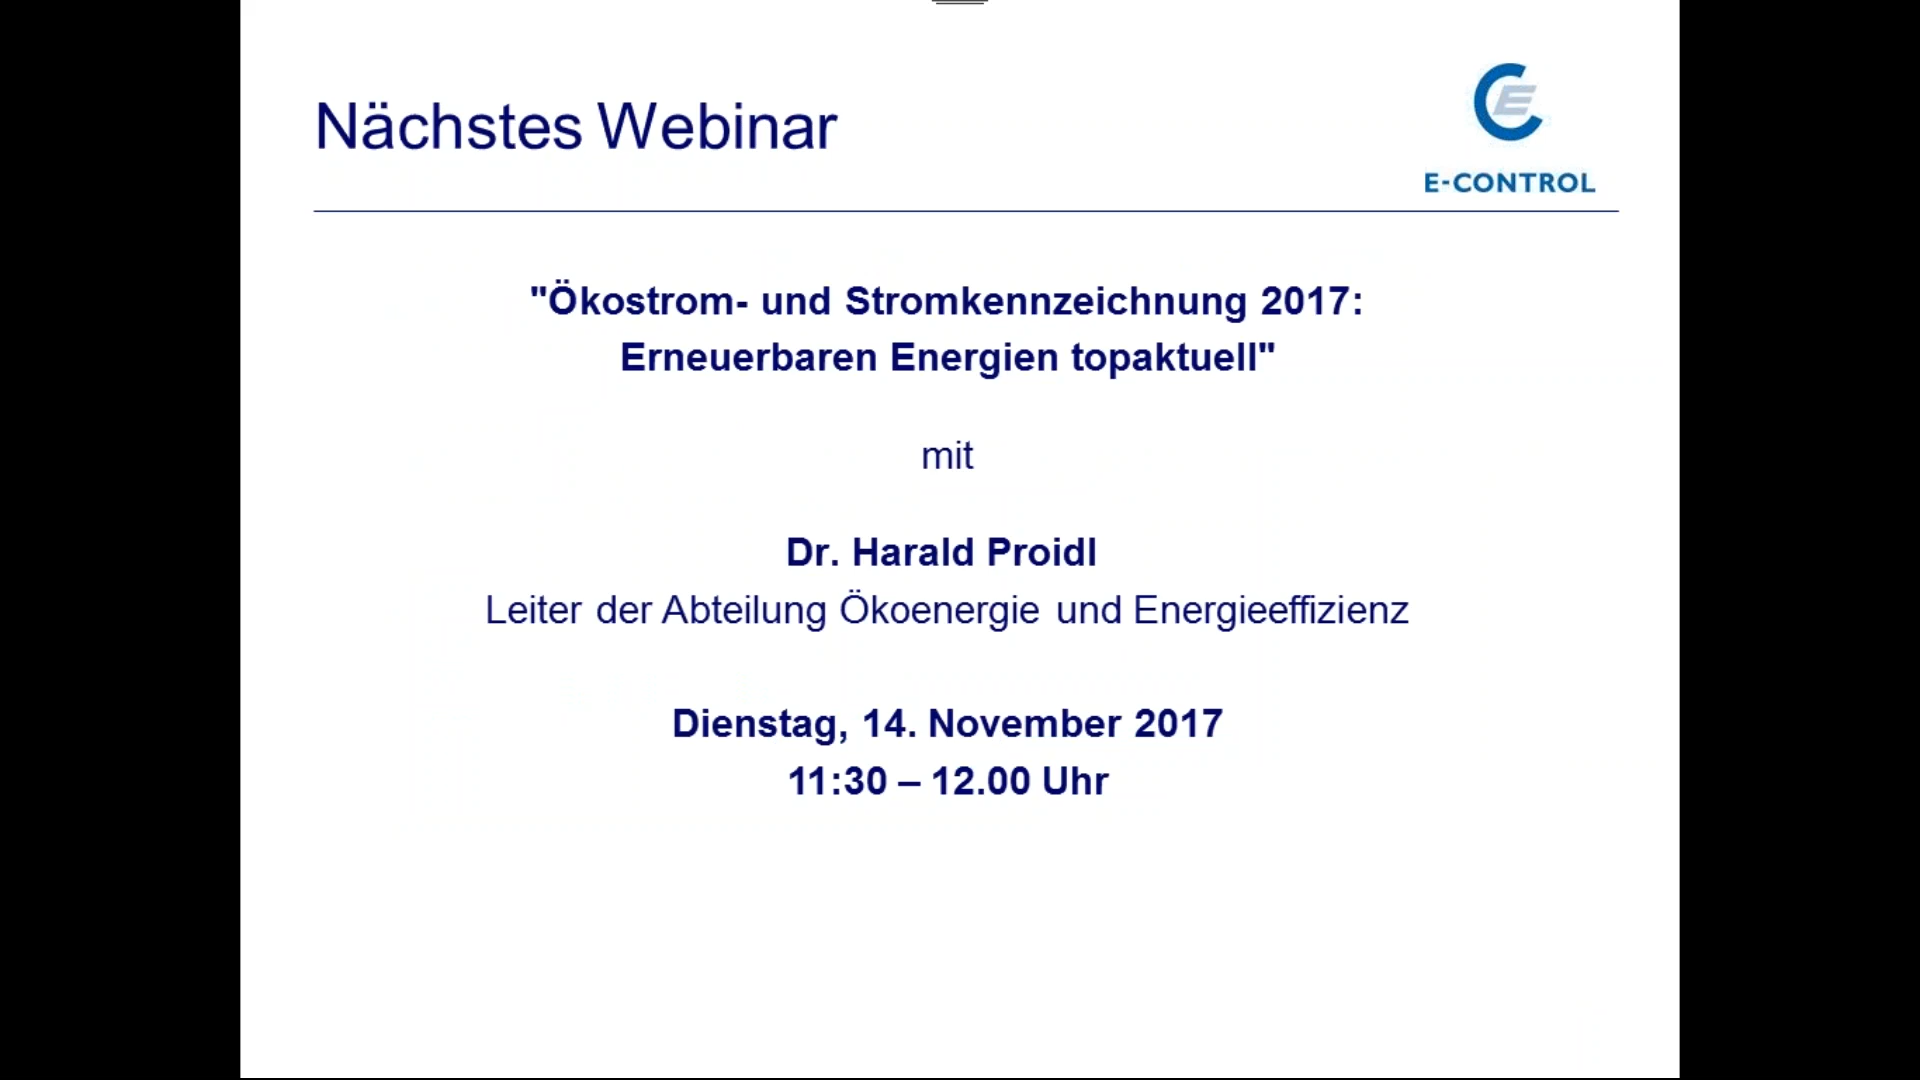 Nächstes Webinar
E-CONTROL
"Ökostrom- und Stromkennzeichnung 2017:
Erneuerbaren Energien topaktuell"
mit
Dr. Harald Proidl
Leiter der Abteilung Ökoenergie und Energieeffizienz
Dienstag, 14. November 2017
11:30 – 12.00 Uhr